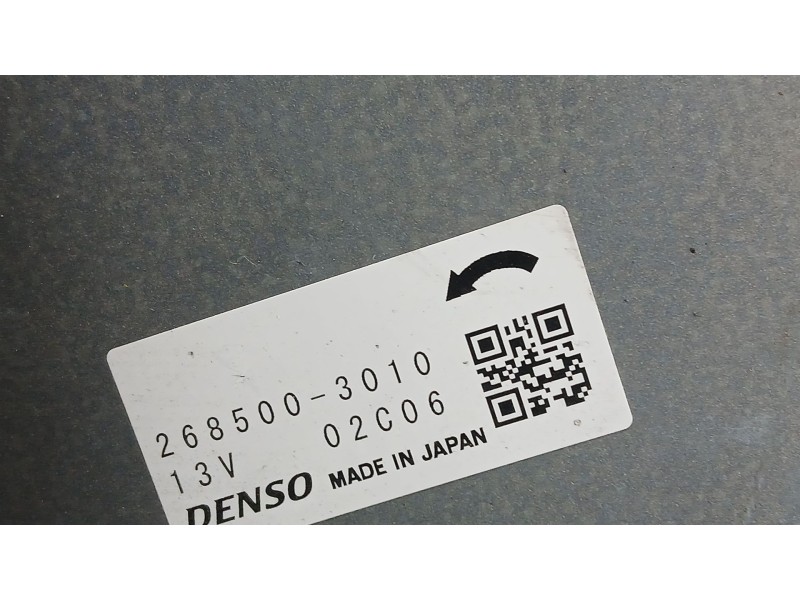 268500-3010
13V 02C06
DENSO MADE IN JAPAN